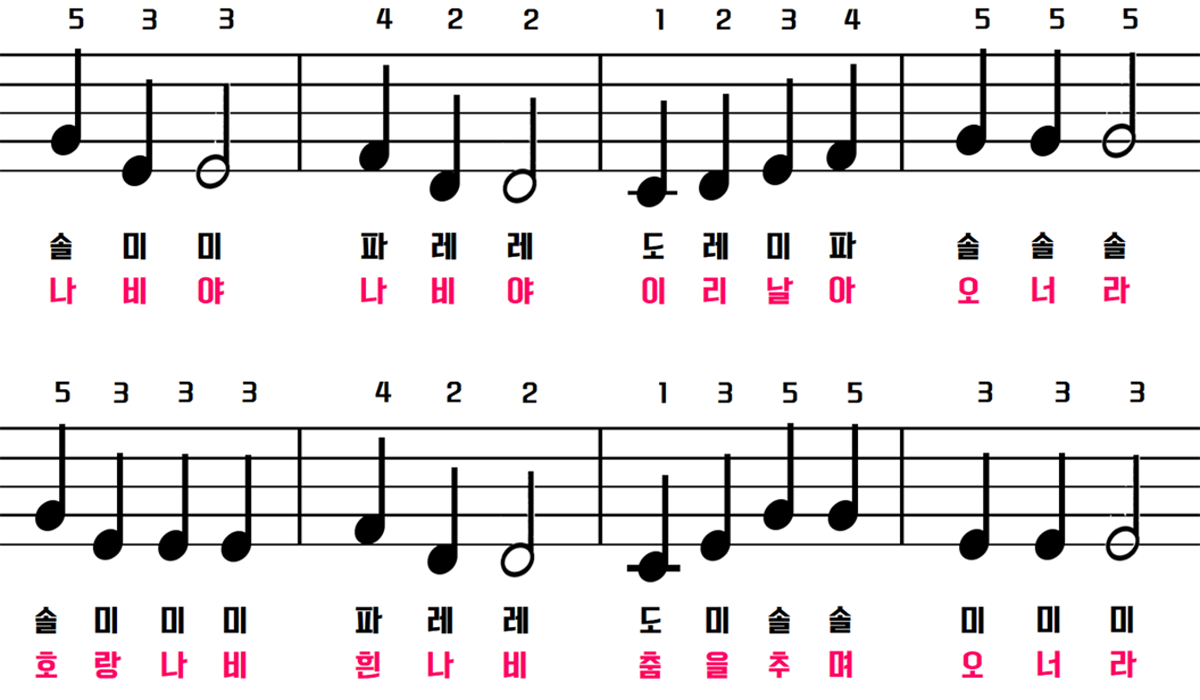 5 3 3 4 2 2 1 2 3 4 5 5 5
솔 미 미 파 레 레 도 레 미 파 솔 솔 솔
나 비 야 나 비 야 이 리 날 아 오 너 라
5 3 3 3 4 2 2 1 3 5 5 3 3 3
솔 미 미 미 파 레 레 도 미 솔 솔 미 미 미
호 랑 나 비 흰 나 비 춤 을 추 며 오 너 라